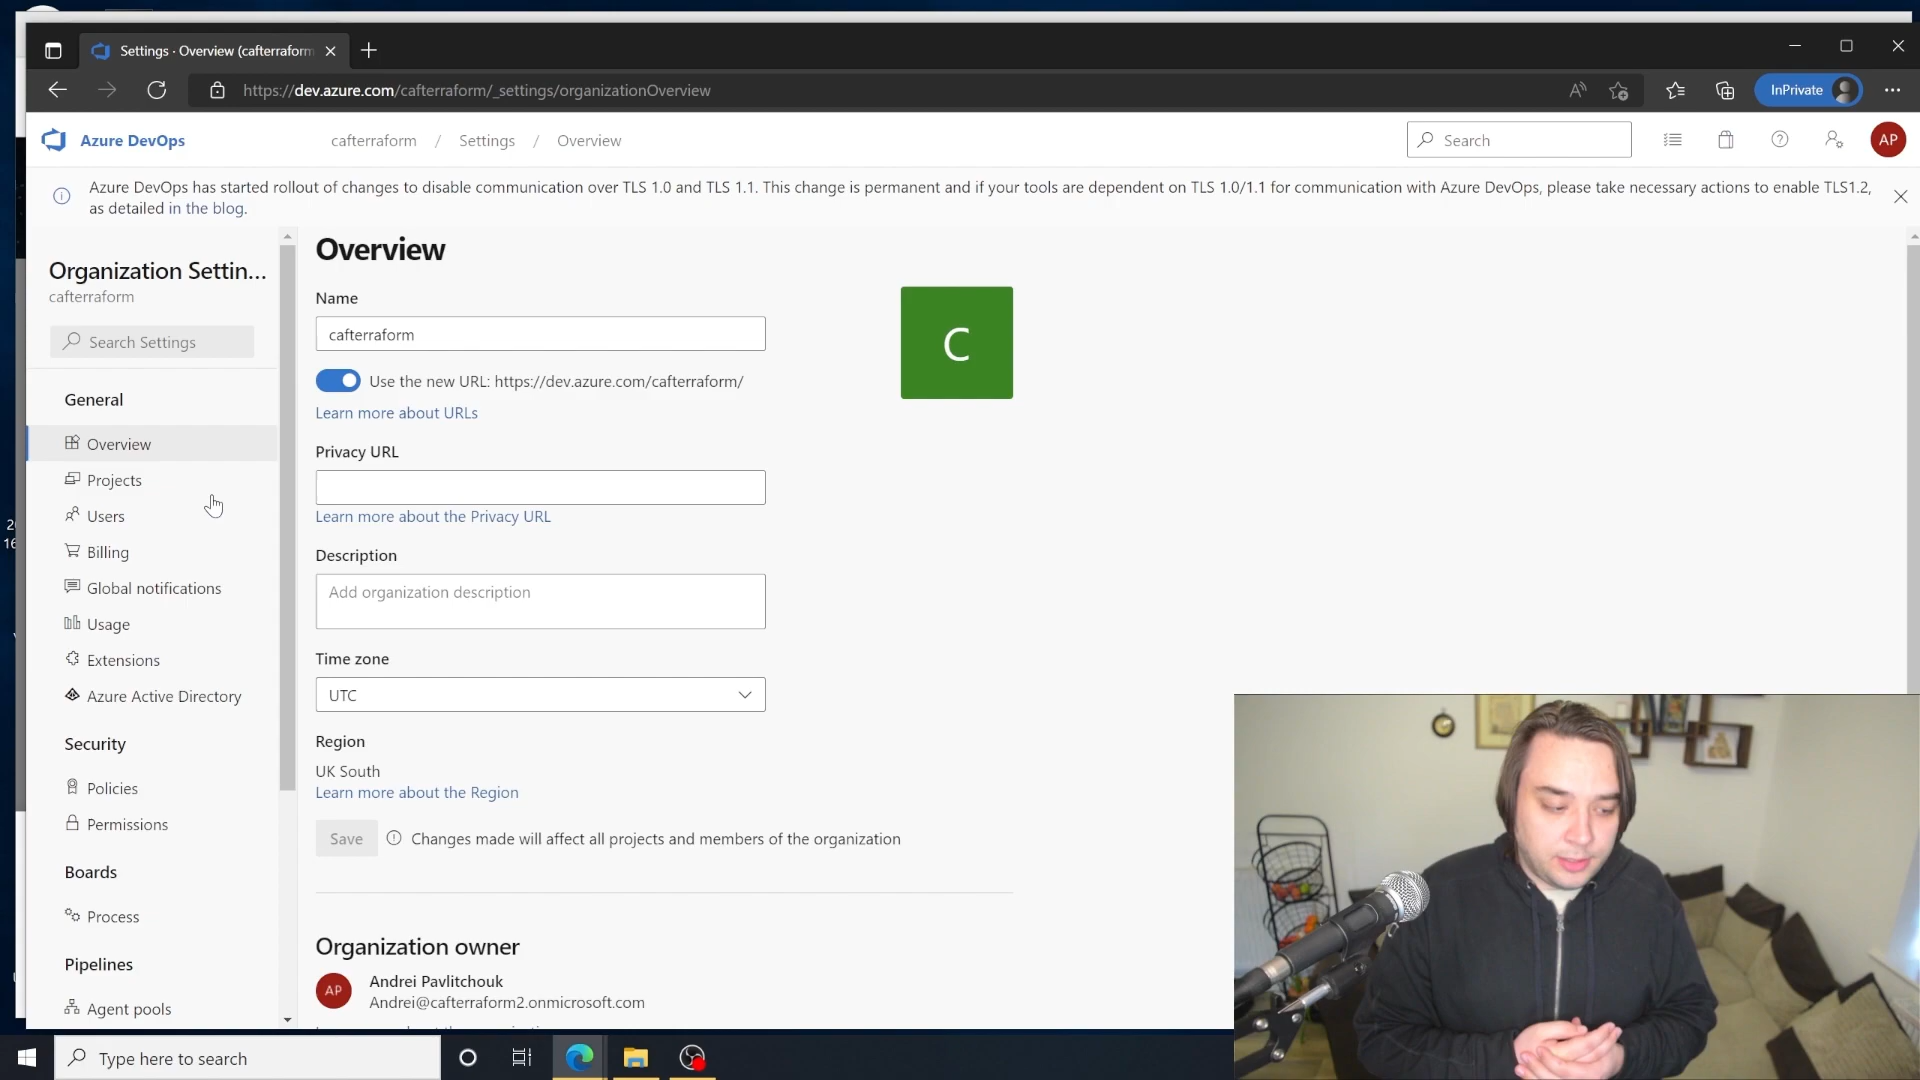 Settings · Overview (cafterraform
https://dev.azure.com/cafterraform/_settings/organizationOverview
InPrivate
Azure DevOps
cafterraform / Settings / Overview
Search
AP
Azure DevOps has started rollout of changes to disable communication over TLS 1.0 and TLS 1.1. This change is permanent and if your tools are dependent on TLS 1.0/1.1 for communication with Azure DevOps, please take necessary actions to enable TLS1.2,
as detailed in the blog.
Organization Settin...
cafterraform
Search Settings
General
Overview
Projects
Users
Billing
Global notifications
Usage
Extensions
Azure Active Directory
Security
Policies
Permissions
Boards
Process
Pipelines
Agent pools
Overview
Name
cafterraform
C
Use the new URL: https://dev.azure.com/cafterraform/
Learn more about URLs
Privacy URL
Learn more about the Privacy URL
Description
Add organization description
Time zone
UTC
Region
UK South
Learn more about the Region
Save
Changes made will affect all projects and members of the organization
Organization owner
AP
Andrei Pavlitchouk
Andrei@cafterraform2.onmicrosoft.com
Type here to search